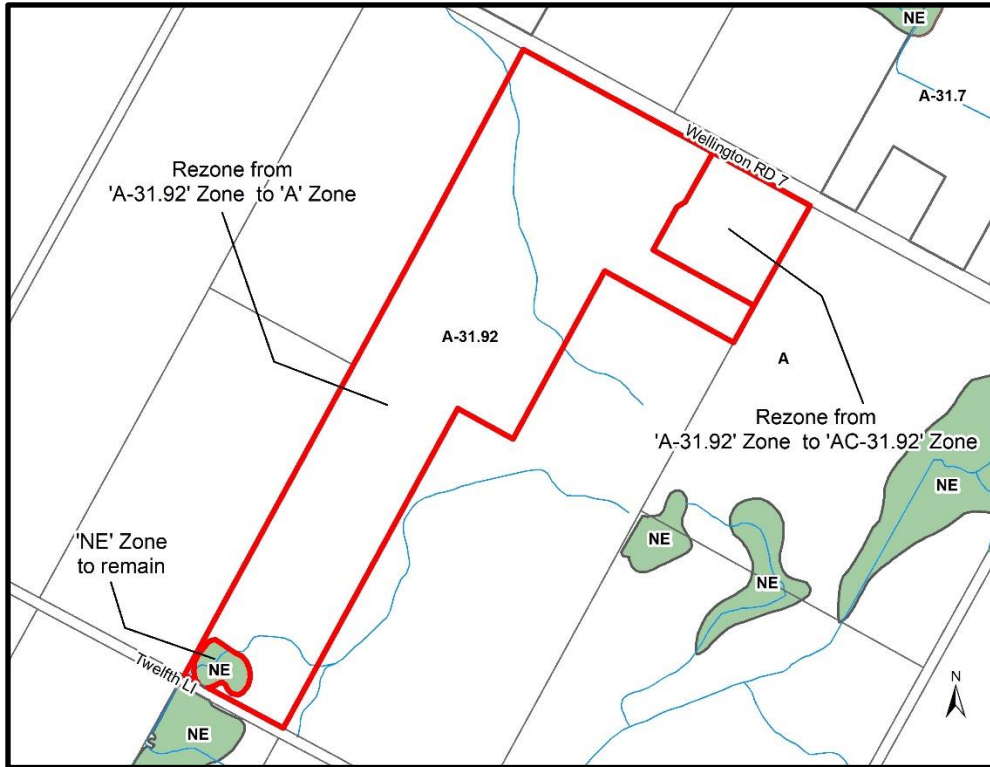 NE
A-31.7
Wellington RD 7
Rezone from
'A-31.92' Zone to 'A' Zone
A-31.92
A
Rezone from
'A-31.92' Zone to 'AC-31.92' Zone
NE
NE
NE
'NE' Zone
to remain
NE
Twelfth LI
NE
N